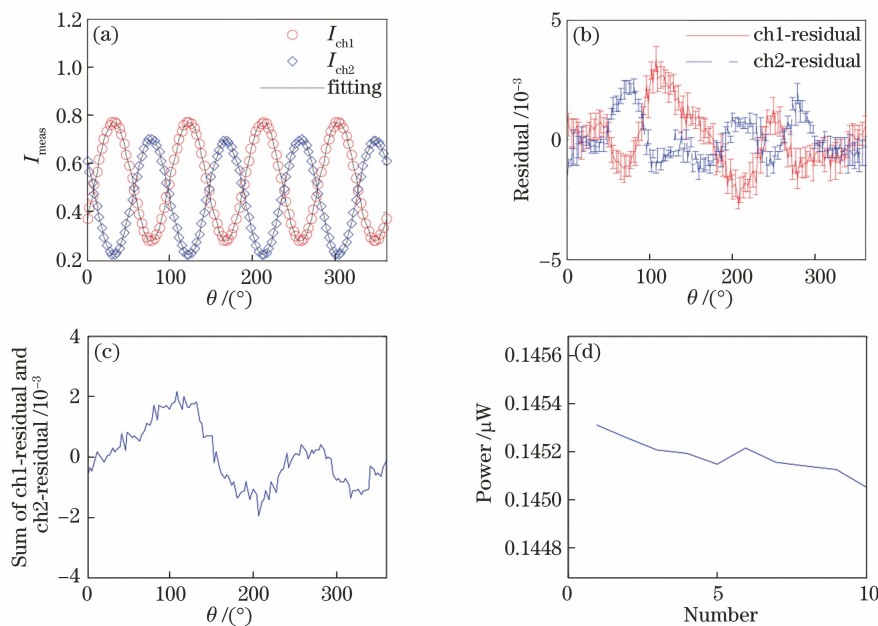 (a)
I_ch1
I_ch2
fitting
1.2
1.0
0.8
0.6
0.4
0.2
I_meas
0
100
200
300
θ /(°)
(b)
ch1-residual
ch2-residual
5
0
−5
Residual /10⁻³
0
100
200
300
θ /(°)
(c)
4
2
0
−2
−4
Sum of ch1-residual and
ch2-residual /10⁻³
0
100
200
300
θ /(°)
(d)
0.1456
0.1454
0.1452
0.1450
0.1448
Power /μW
0
5
10
Number